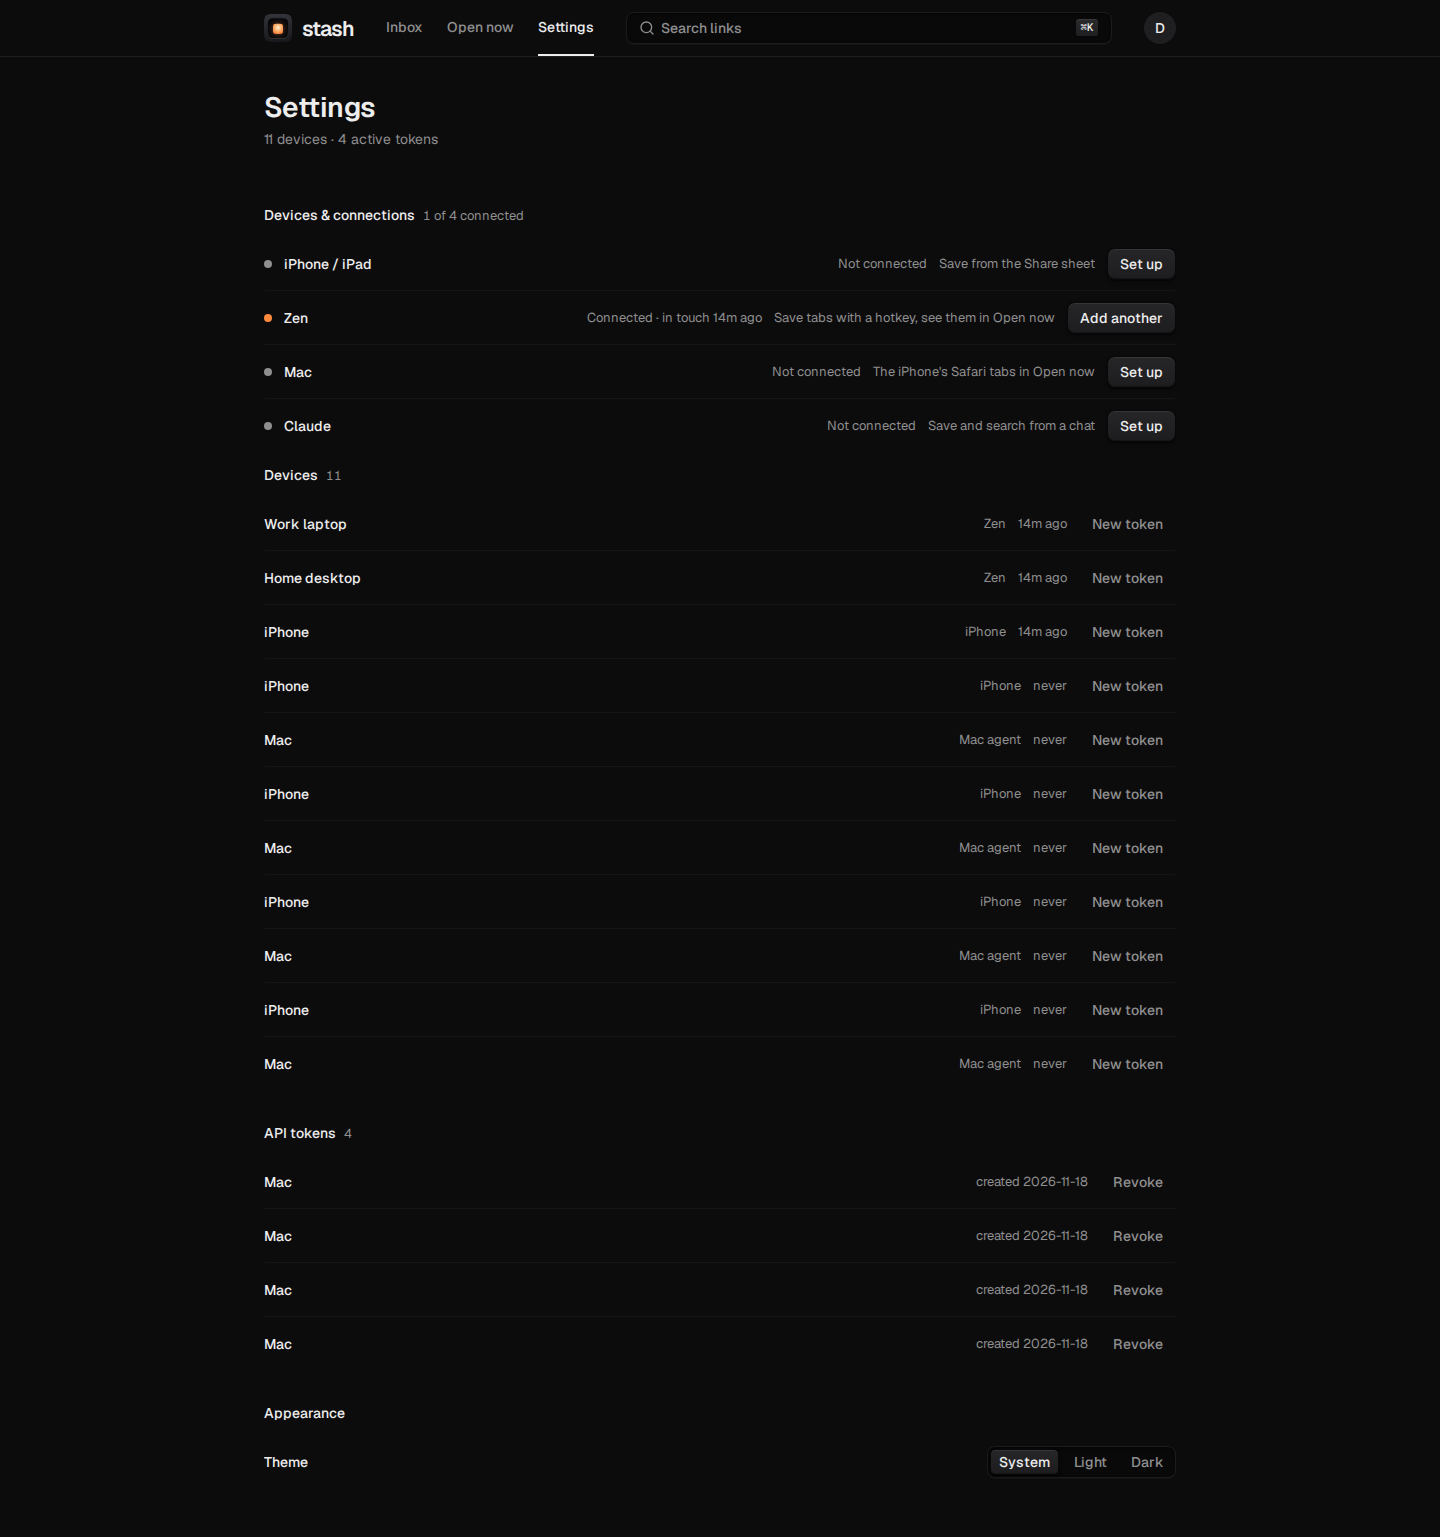 stash Inbox Open now Settings Search links ⌘K D
Settings
11 devices · 4 active tokens
Devices & connections 1 of 4 connected
iPhone / iPad Not connected Save from the Share sheet Set up
Zen Connected · in touch 14m ago Save tabs with a hotkey, see them in Open now Add another
Mac Not connected The iPhone's Safari tabs in Open now Set up
Claude Not connected Save and search from a chat Set up
Devices 11
Work laptop Zen 14m ago New token
Home desktop Zen 14m ago New token
iPhone iPhone 14m ago New token
iPhone iPhone never New token
Mac Mac agent never New token
iPhone iPhone never New token
Mac Mac agent never New token
iPhone iPhone never New token
Mac Mac agent never New token
iPhone iPhone never New token
Mac Mac agent never New token
API tokens 4
Mac created 2026-11-18 Revoke
Mac created 2026-11-18 Revoke
Mac created 2026-11-18 Revoke
Mac created 2026-11-18 Revoke
Appearance
Theme System Light Dark